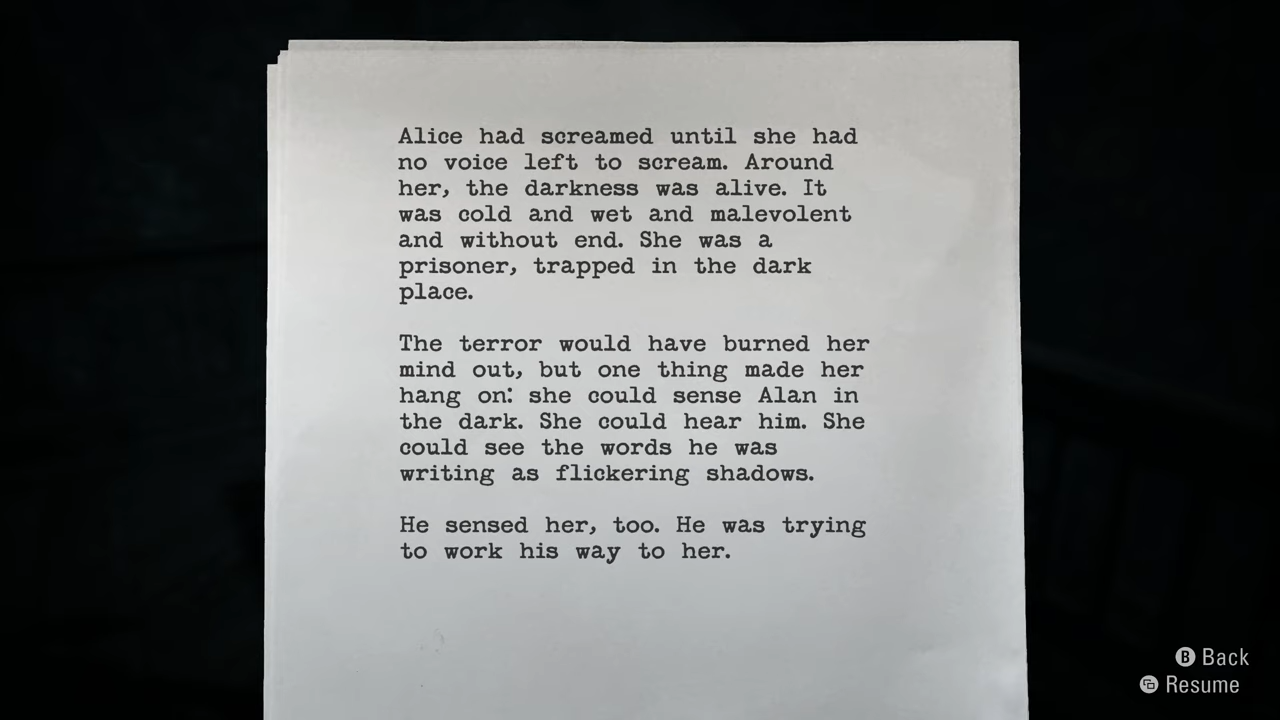 Alice had screamed until she had
no voice left to scream. Around
her, the darkness was alive. It
was cold and wet and malevolent
and without end. She was a
prisoner, trapped in the dark
place.
The terror would have burned her
mind out, but one thing made her
hang on: she could sense Alan in
the dark. She could hear him. She
could see the words he was
writing as flickering shadows.
He sensed her, too. He was trying
to work his way to her.
B Back
Resume